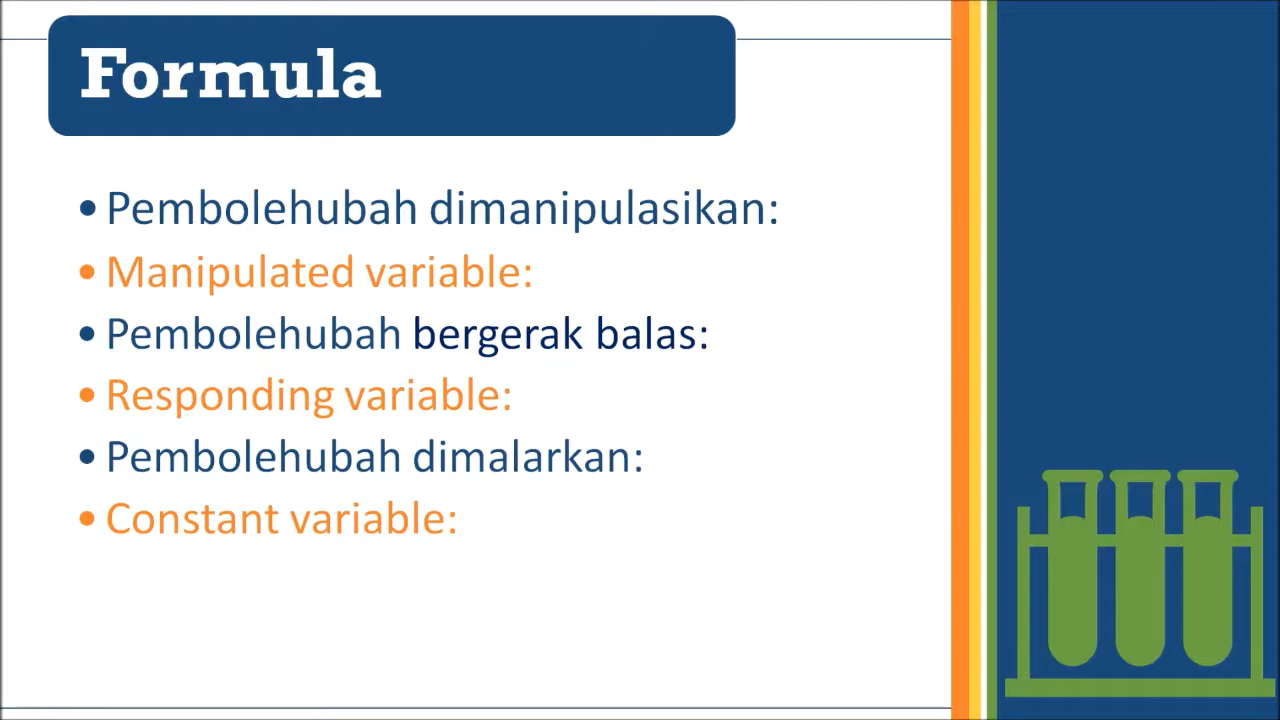 Formula
•Pembolehubah dimanipulasikan:
•Manipulated variable:
•Pembolehubah bergerak balas:
•Responding variable:
•Pembolehubah dimalarkan:
•Constant variable: